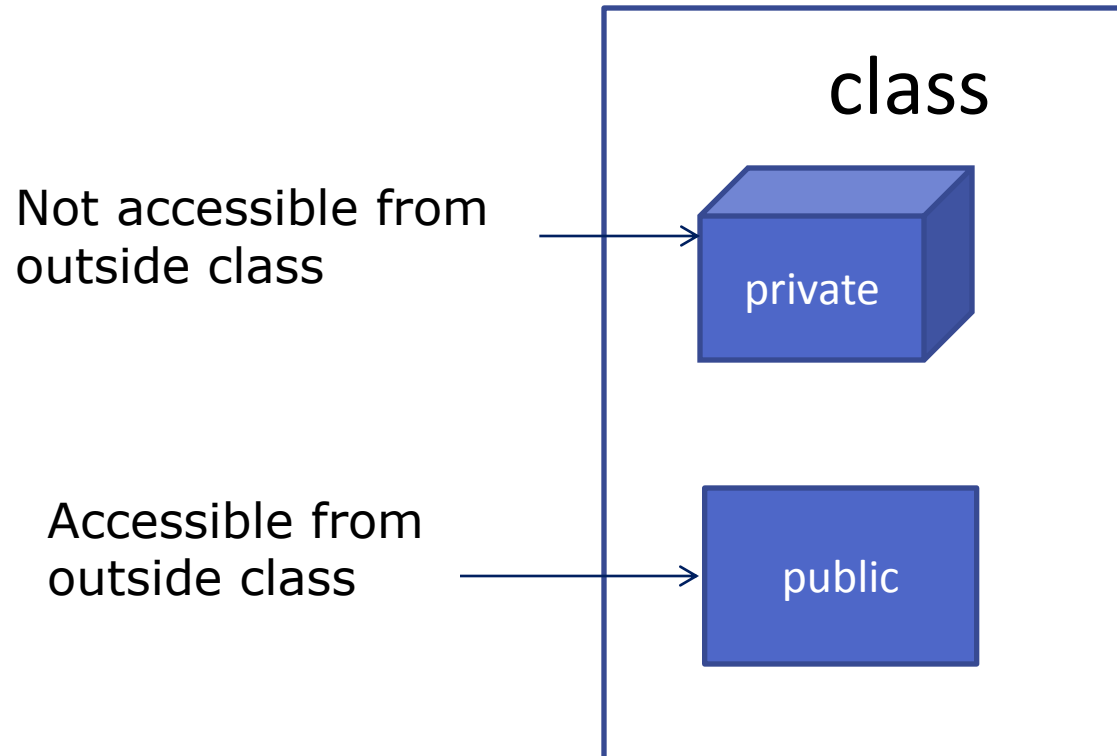 class
Not accessible from
outside class
private
Accessible from
outside class
public